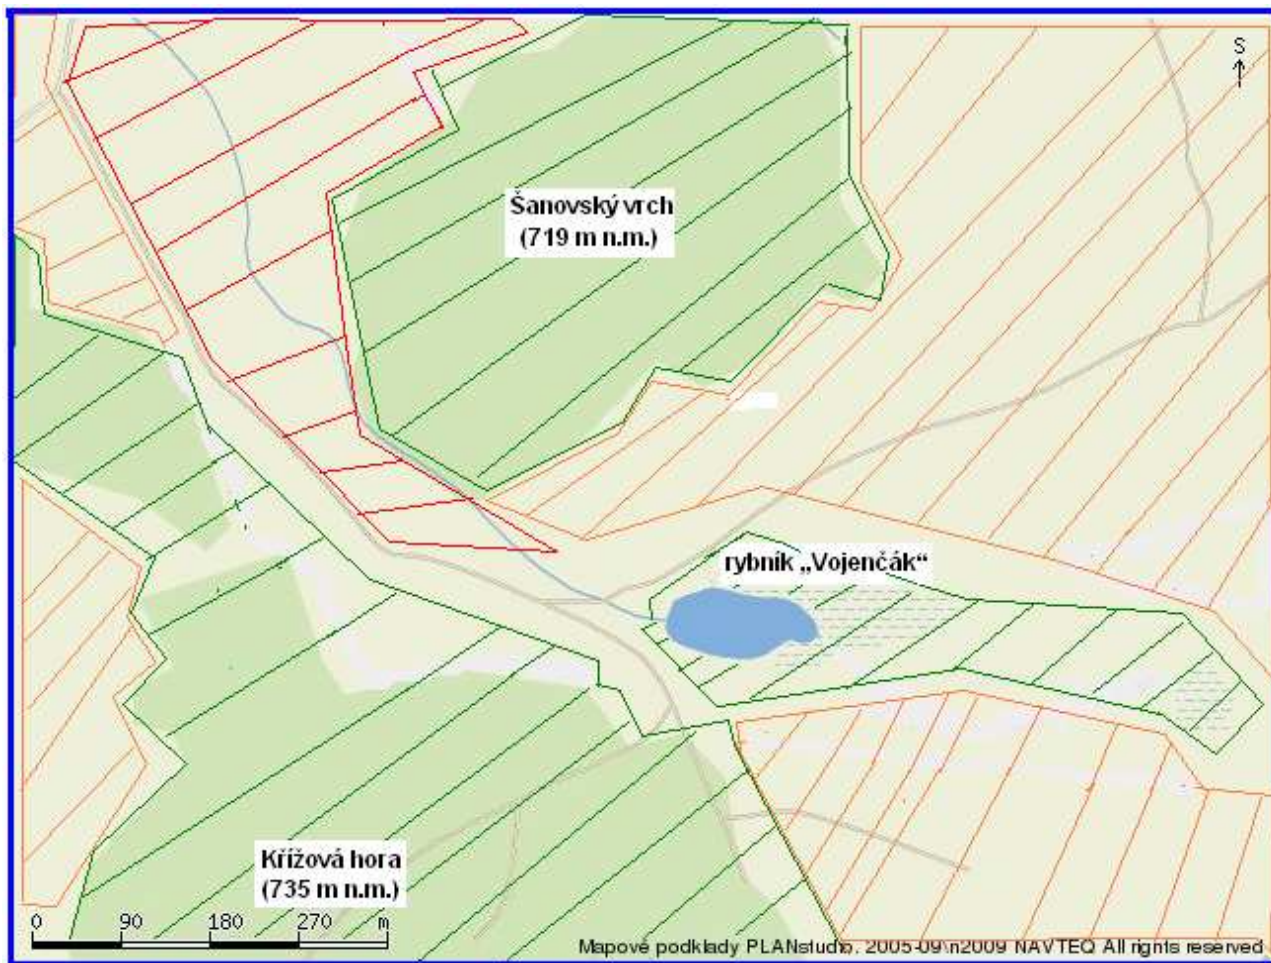 S
Šanovský vrch
(719 m n.m.)
rybník „Vojenčák“
Křížová hora
(735 m n.m.)
0 90 180 270 m
Mapové podklady PLANstudio, 2005-09\n2009 NAVTEQ All rights reserved